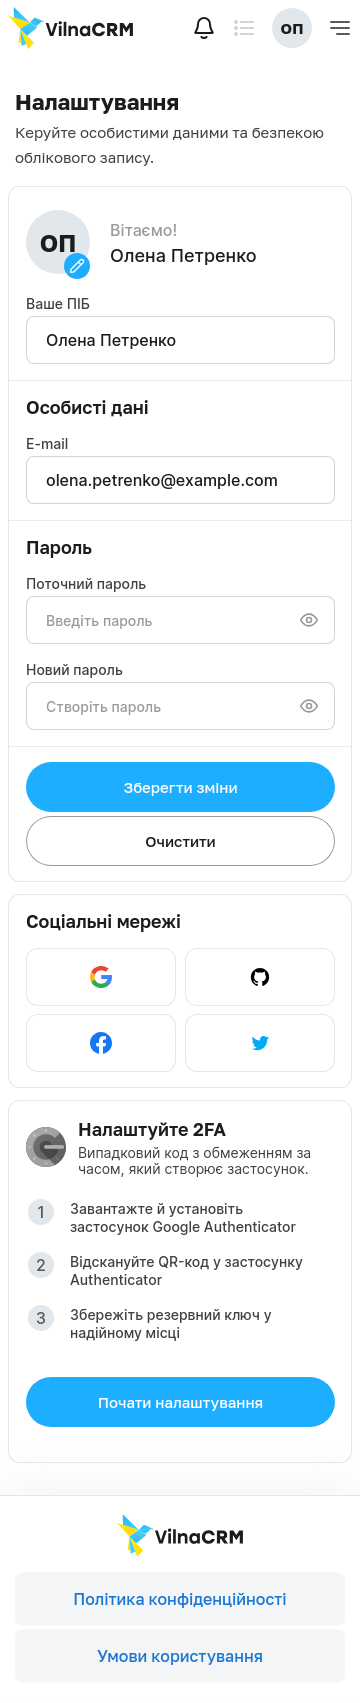 VilnaCRM
ОП
Налаштування
Керуйте особистими даними та безпекою
облікового запису.
ОП
Вітаємо!
Олена Петренко
Ваше ПІБ
Олена Петренко
Особисті дані
E-mail
olena.petrenko@example.com
Пароль
Поточний пароль
Введіть пароль
Новий пароль
Створіть пароль
Зберегти зміни
Очистити
Соціальні мережі
Налаштуйте 2FA
Випадковий код з обмеженням за
часом, який створює застосунок.
1 Завантажте й установіть
застосунок Google Authenticator
2 Відскануйте QR-код у застосунку
Authenticator
3 Збережіть резервний ключ у
надійному місці
Почати налаштування
VilnaCRM
Політика конфіденційності
Умови користування